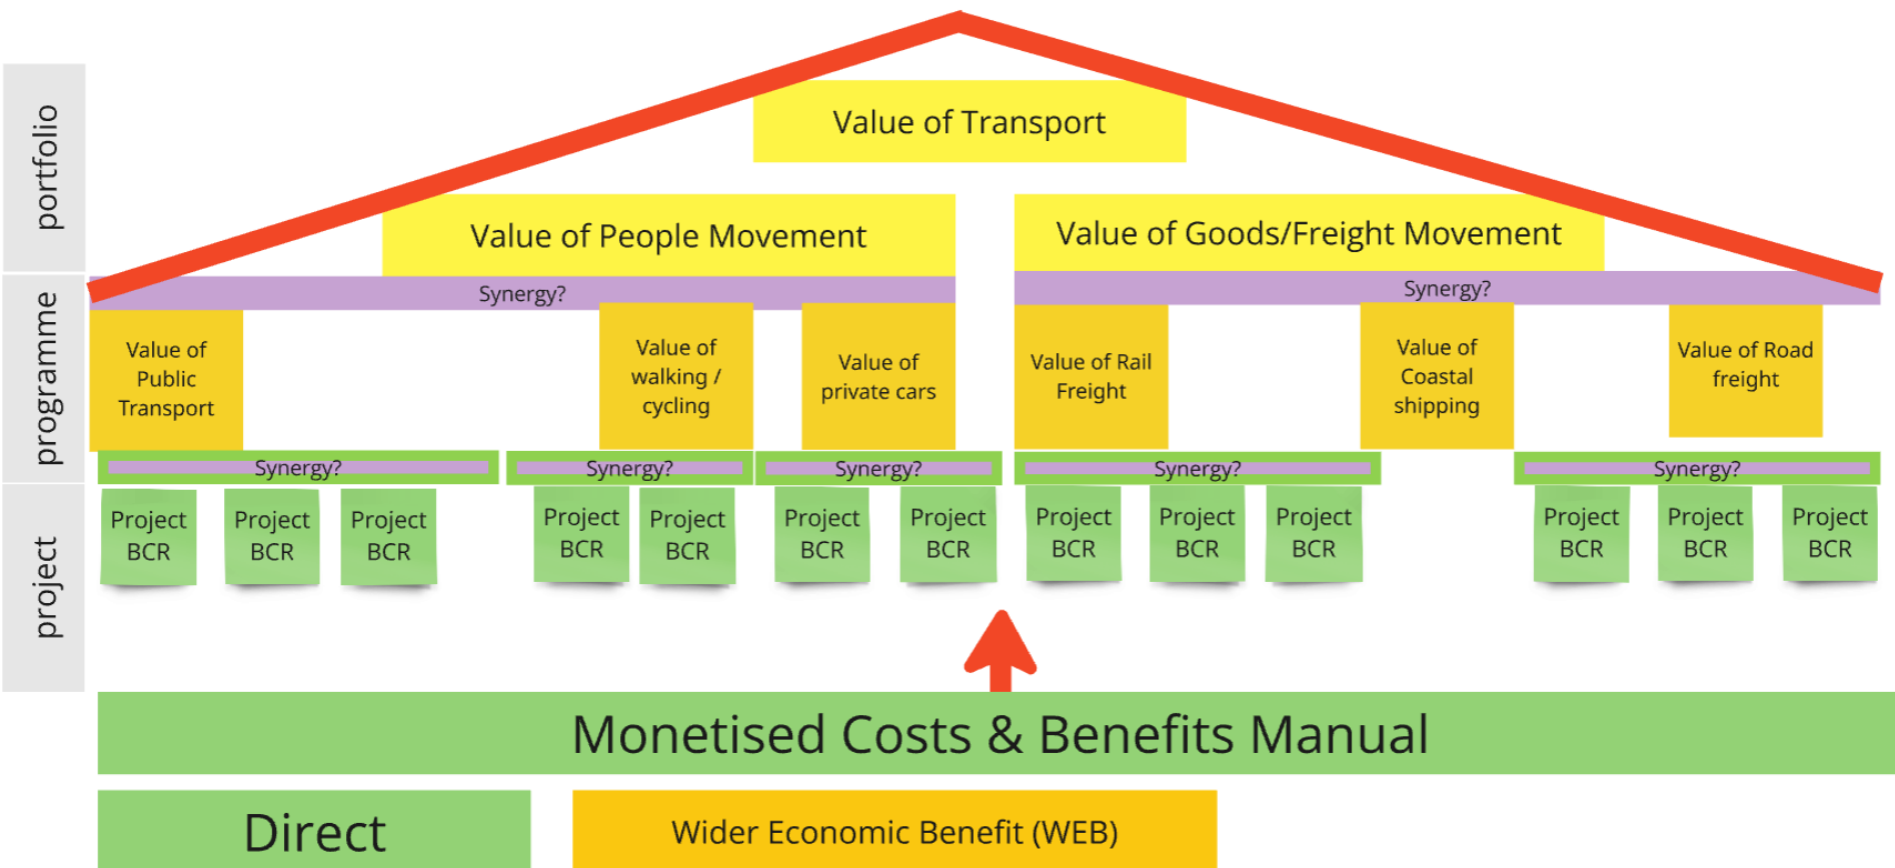 portfolio
Value of Transport
Value of People Movement
Value of Goods/Freight Movement
programme
Synergy?
Synergy?
Value of
Public
Transport
Value of
walking /
cycling
Value of
private cars
Value of Rail
Freight
Value of
Coastal
shipping
Value of Road
freight
Synergy?
Synergy?
Synergy?
Synergy?
Synergy?
project
Project
BCR
Project
BCR
Project
BCR
Project
BCR
Project
BCR
Project
BCR
Project
BCR
Project
BCR
Project
BCR
Project
BCR
Project
BCR
Project
BCR
Project
BCR
Monetised Costs & Benefits Manual
Direct
Wider Economic Benefit (WEB)